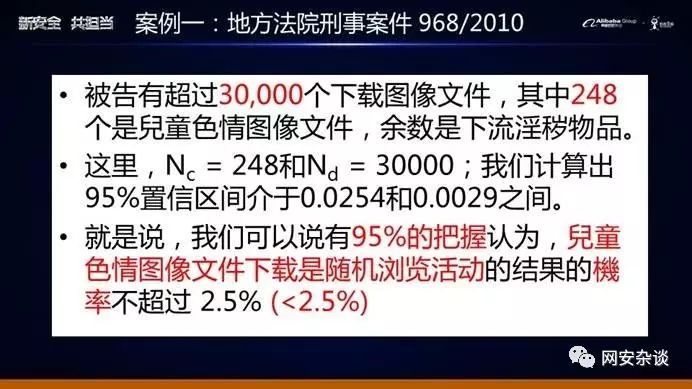 新安全 共担当
案例一：地方法院刑事案件 968/2010
Alibaba Group
• 被告有超过30,000个下载图像文件，其中248
个是兒童色情图像文件，余数是下流淫秽物品。
• 这里，Nc = 248和Nd = 30000；我们计算出
95%置信区间介于0.0254和0.0029之间。
• 就是说，我们可以说有95%的把握认为，兒童
色情图像文件下载是随机浏览活动的结果的機
率不超过 2.5% (<2.5%)
网安杂谈